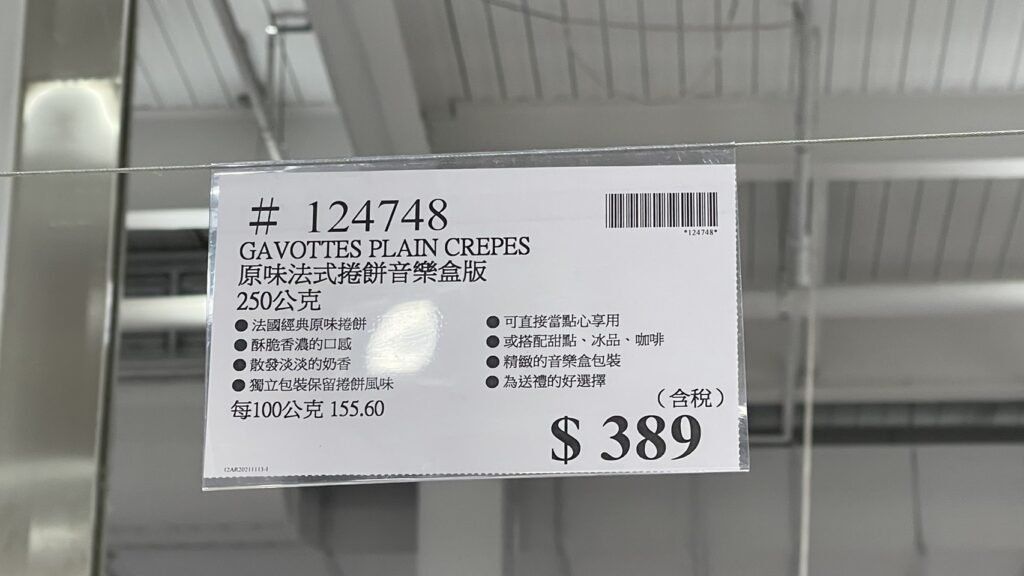 # 124748
*124748*
GAVOTTES PLAIN CREPES
原味法式捲餅音樂盒版
250公克
●法國經典原味捲餅
●酥脆香濃的口感
●散發淡淡的奶香
●獨立包裝保留捲餅風味
●可直接當點心享用
●或搭配甜點、冰品、咖啡
●精緻的音樂盒包裝
●為送禮的好選擇
每100公克 155.60
（含稅）
$ 389